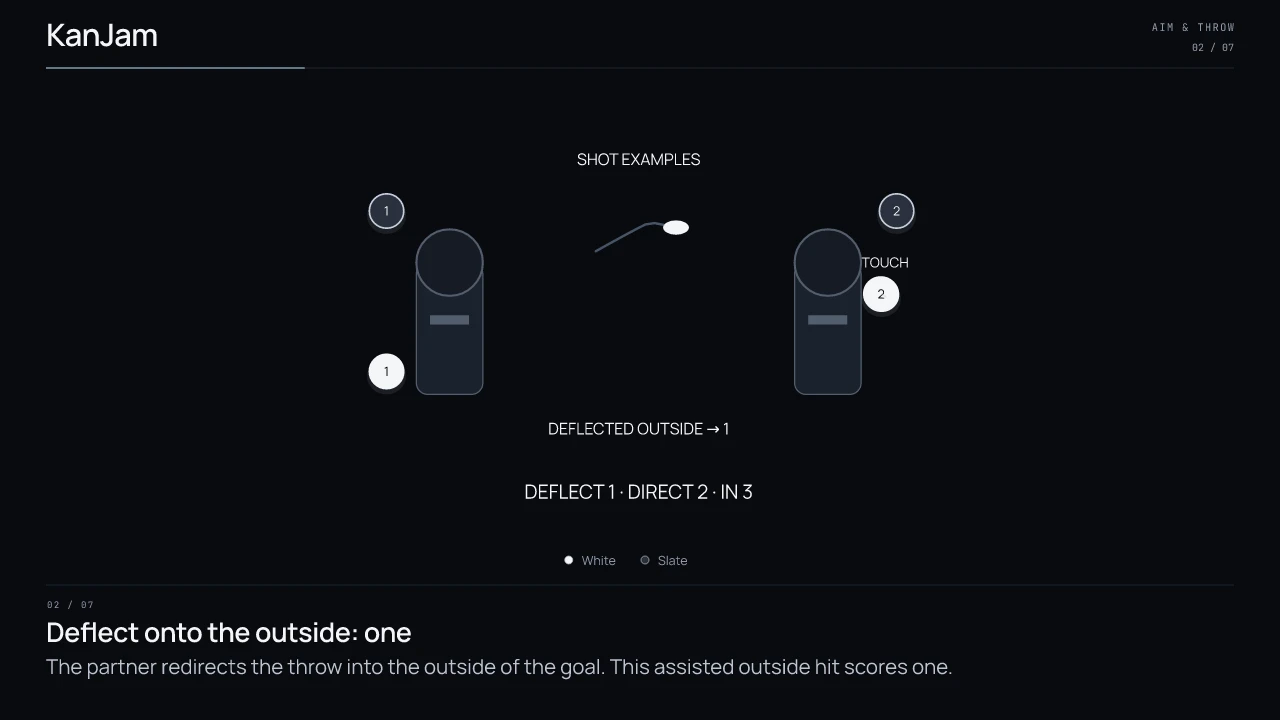 KanJam
AIM & THROW
02 / 07
SHOT EXAMPLES
1
2
TOUCH
2
1
DEFLECTED OUTSIDE → 1
DEFLECT 1 · DIRECT 2 · IN 3
White
Slate
02 / 07
Deflect onto the outside: one
The partner redirects the throw into the outside of the goal. This assisted outside hit scores one.